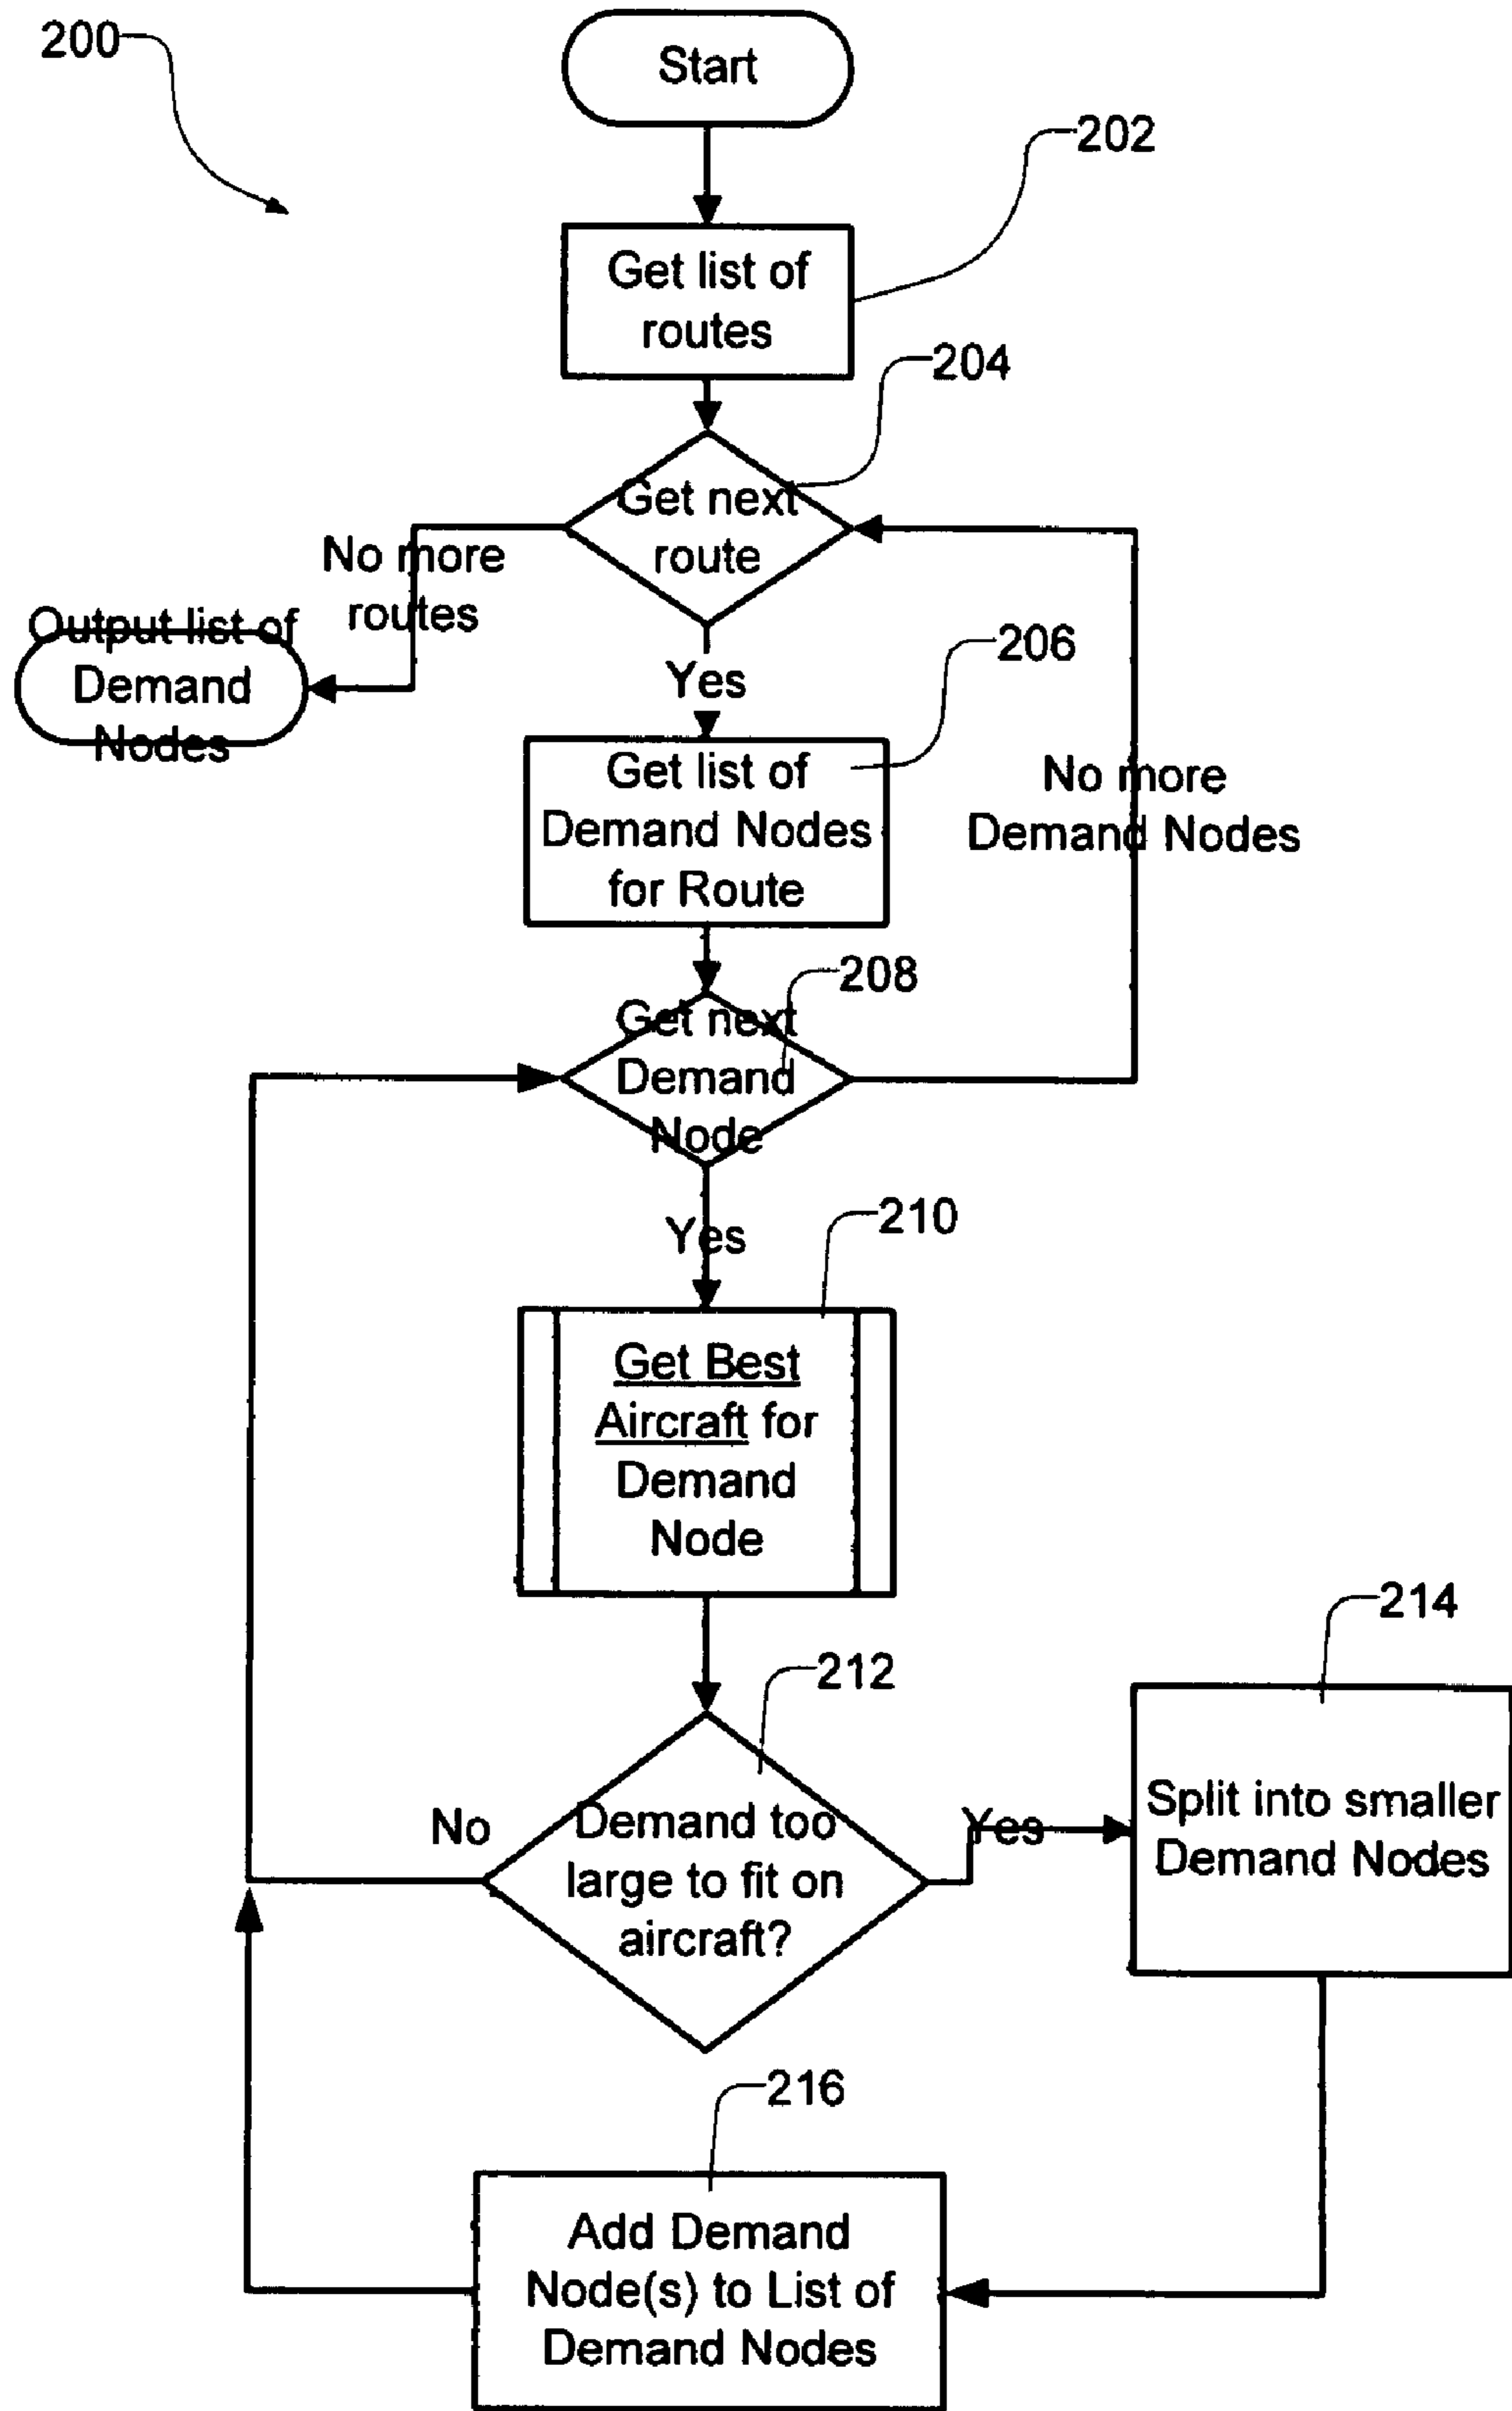 200
Start
202
Get list of
routes
204
Get next
route
No more
routes
Output list of
Demand
Nodes
Yes
206
Get list of
Demand Nodes
for Route
No more
Demand Nodes
208
Get next
Demand
Node
Yes
210
Get Best
Aircraft for
Demand
Node
212
Demand too
large to fit on
aircraft?
No
Yes
214
Split into smaller
Demand Nodes
216
Add Demand
Node(s) to List of
Demand Nodes